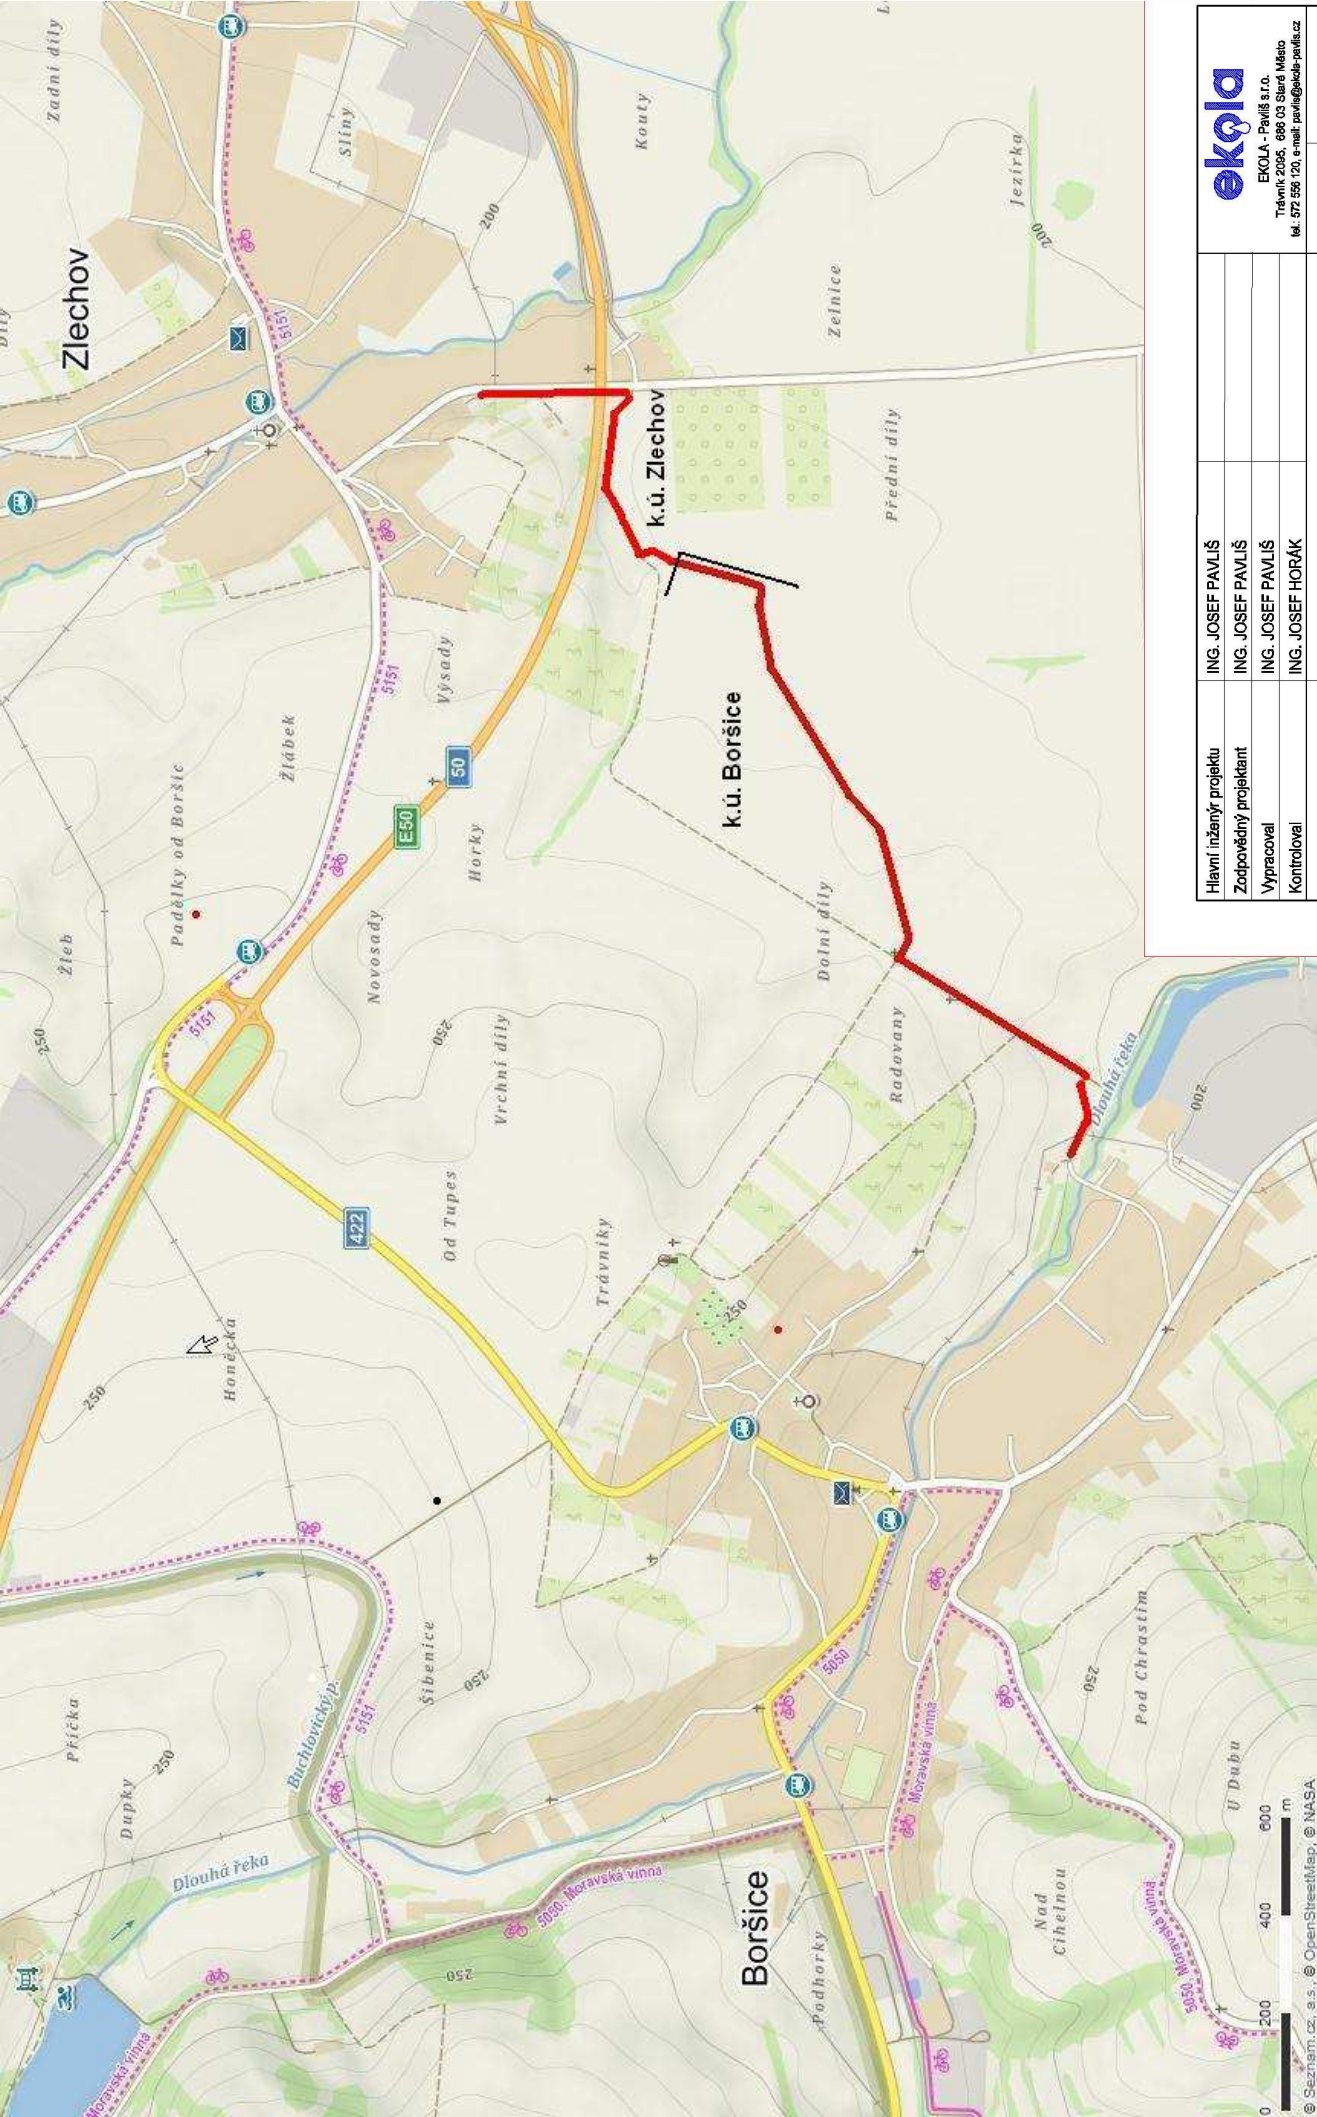 Zlechov
Zadní díly
Slíny
Kouty
Jezírka
Zelnice
Přední díly
200
200
5151
k.ú. Zlechov
k.ú. Boršice
5151
Výsady
Žlábek
Padělky od Boršic
Žleb
250
50
E50
Horky
Novosady
250
Vrchní díly
Dolní díly
Radovany
5151
422
Od Tupes
Trávníky
Honěcka
250
250
Dlouhá řeka
200
Šibenice
250
Příčka
Dupky
250
Buchlovický p.
5151
Dlouhá řeka
5050
Moravská vinná
5050, Moravská vinná
Moravská vinná
250
Boršice
Podhorky
Nad
Cihelnou
Pod Chrastím
250
U Dubu
5050, Moravská vinná
0 200 400 600
m
© Seznam.cz, a.s., © OpenStreetMap, © NASA
Hlavní inženýr projektu ING. JOSEF PAVLIŠ
Zodpovědný projektant ING. JOSEF PAVLIŠ
Vypracoval ING. JOSEF PAVLIŠ
Kontroloval ING. JOSEF HORÁK
ekola
EKOLA - Pavliš s.r.o.
Trávník 2095, 686 03 Staré Město
tel.: 572 556 120, e-mail: pavlis@ekola-pavlis.cz